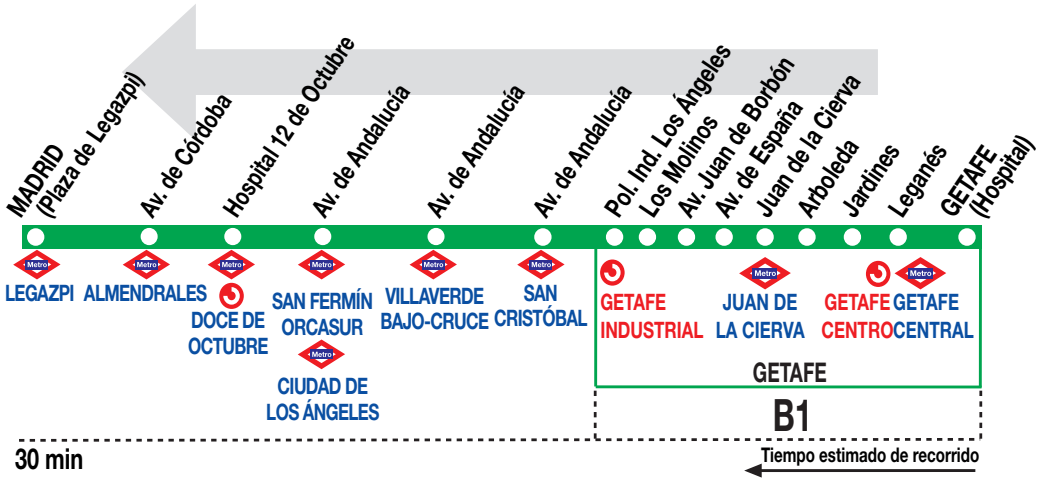 MADRID
(Plaza de Legazpi)
Av. de Córdoba
Hospital 12 de Octubre
Av. de Andalucía
Av. de Andalucía
Av. de Andalucía
Pol. Ind. Los Ángeles
Los Molinos
Av. Juan de Borbón
Av. de España
Juan de la Cierva
Arboleda
Jardines
Leganés
GETAFE
(Hospital)
Metro
Metro
Metro
Metro
Metro
Metro
Metro
Metro
LEGAZPI
ALMENDRALES
DOCE DE
OCTUBRE
SAN FERMÍN
ORCASUR
Metro
CIUDAD DE
LOS ÁNGELES
VILLAVERDE
BAJO-CRUCE
SAN
CRISTÓBAL
GETAFE
INDUSTRIAL
JUAN DE
LA CIERVA
GETAFE
CENTRO
GETAFE
CENTRAL
GETAFE
B1
30 min
Tiempo estimado de recorrido